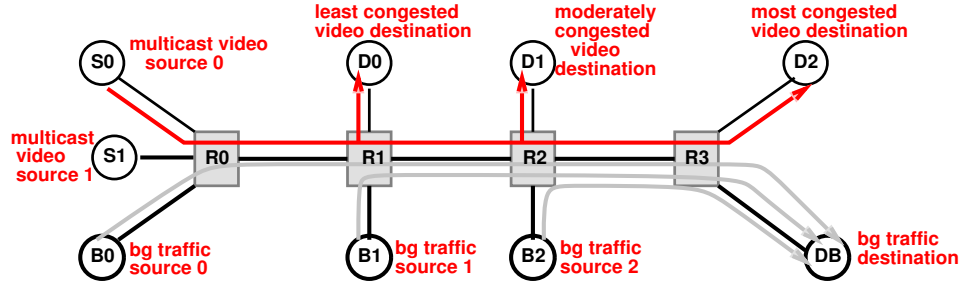 least congested
video destination
moderately
congested
video
destination
most congested
video destination
multicast video
source 0
S0
D0
D1
D2
multicast
video
source 1
S1
R0
R1
R2
R3
B0
bg traffic
source 0
B1
bg traffic
source 1
B2
bg traffic
source 2
DB
bg traffic
destination